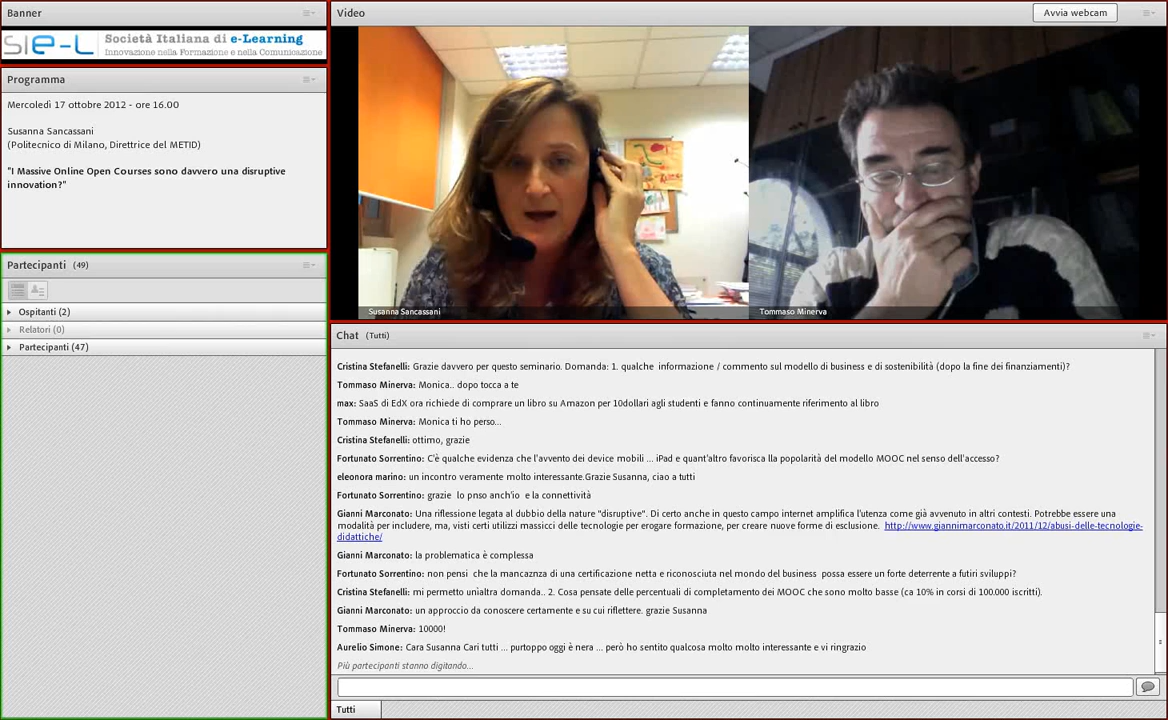 Banner
SIe-L Società Italiana di e-Learning
Innovazione nella Formazione e nella Comunicazione
Programma
Mercoledì 17 ottobre 2012 - ore 16.00
Susanna Sancassani
(Politecnico di Milano, Direttrice del METID)
"I Massive Online Open Courses sono davvero una disruptive
innovazione?"
Partecipanti (49)
Ospitanti (2)
Relatori (0)
Partecipanti (47)
Video
Avvia webcam
Susanna Sancassani
Tommaso Minerva
Chat (Tutti)
Cristina Stefanelli: Grazie davvero per questo seminario. Domanda: 1. qualche informazione / commento sul modello di business e di sostenibilità (dopo la fine dei finanziamenti)?
Tommaso Minerva: Monica.. dopo tocca a te
max: SaaS di EdX ora richiede di comprare un libro su Amazon per 10dollari agli studenti e fanno continuamente riferimento al libro
Tommaso Minerva: Monica ti ho perso...
Cristina Stefanelli: ottimo, grazie
Fortunato Sorrentino: C'è qualche evidenza che l'avvento dei device mobili ... iPad e quant'altro favorisca lla popolarità del modello MOOC nel senso dell'accesso?
eleonora marino: un incontro veramente molto interessante.Grazie Susanna, ciao a tutti
Fortunato Sorrentino: grazie lo pnso anch'io e la connettività
Gianni Marconato: Una riflessione legata al dubbio della nature "disruptive". Di certo anche in questo campo internet amplifica l'utenza come già avvenuto in altri contesti. Potrebbe essere una
modalità per includere, ma, visti certi utilizzi massicci delle tecnologie per erogare formazione, per creare nuove forme di esclusione. http://www.giannimarconato.it/2011/12/abusi-delle-tecnologie-
didattiche/
Gianni Marconato: la problematica è complessa
Fortunato Sorrentino: non pensi che la mancaznza di una certificazione netta e riconosciuta nel mondo del business possa essere un forte deterrente a futiri sviluppi?
Cristina Stefanelli: mi permetto unìaltra domanda.. 2. Cosa pensate delle percentuali di completamento dei MOOC che sono molto basse (ca 10% in corsi di 100.000 iscritti).
Gianni Marconato: un approccio da conoscere certamente e su cui riflettere. grazie Susanna
Tommaso Minerva: 10000!
Aurelio Simone: Cara Susanna Cari tutti ... purtoppo oggi è nera ... però ho sentito qualcosa molto molto interessante e vi ringrazio
Più partecipanti stanno digitando...
Tutti